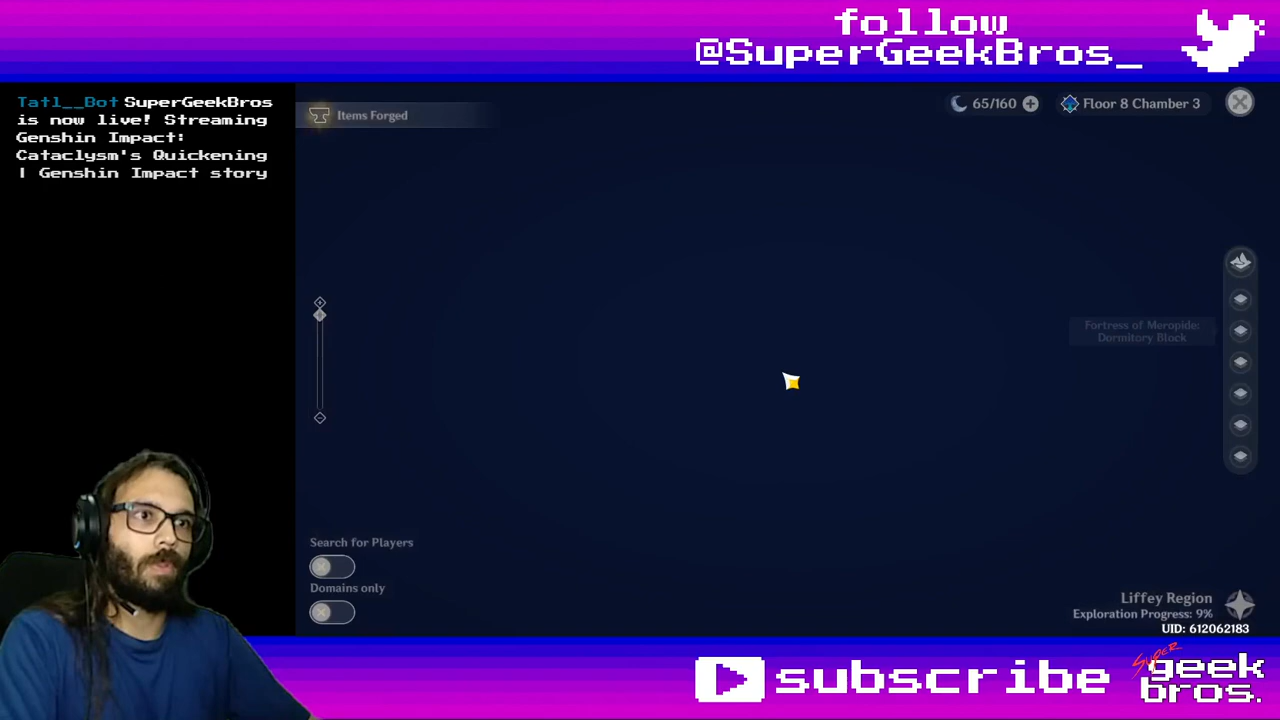 follow
@SuperGeekBros_
Tatl__Bot SuperGeekBros
is now live! Streaming
Genshin Impact:
Cataclysm's Quickening
| Genshin Impact story
Items Forged
65/160
Floor 8 Chamber 3
Fortress of Meropide:
Dormitory Block
Search for Players
Domains only
Liffey Region
Exploration Progress: 9%
UID: 612062183
subscribe
SUPER
geek
bros.